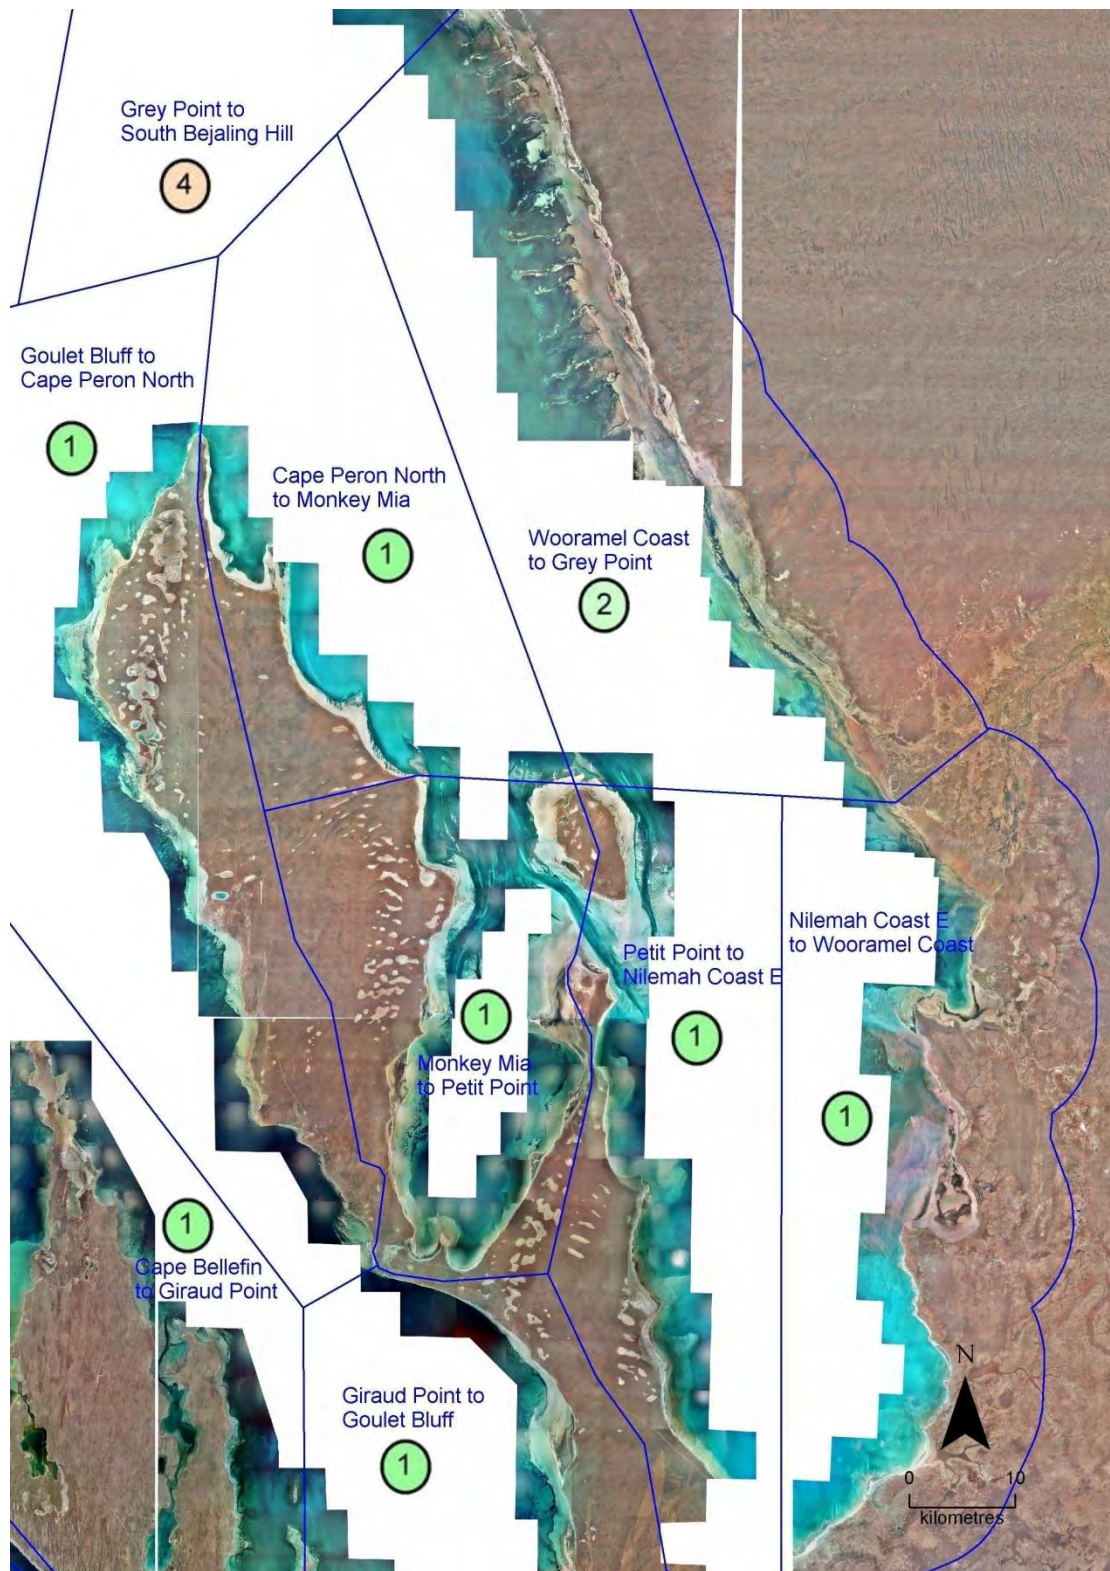 Grey Point to
South Bejaling Hill
4
Goulet Bluff to
Cape Peron North
1
Cape Peron North
to Monkey Mia
1
Wooramel Coast
to Grey Point
2
Nilemah Coast E
to Wooramel Coast
1
Petit Point to
Nilemah Coast E
1
1
Monkey Mia
to Petit Point
1
Cape Bellefin
to Giraud Point
Giraud Point to
Goulet Bluff
1
N
0 10
kilometres